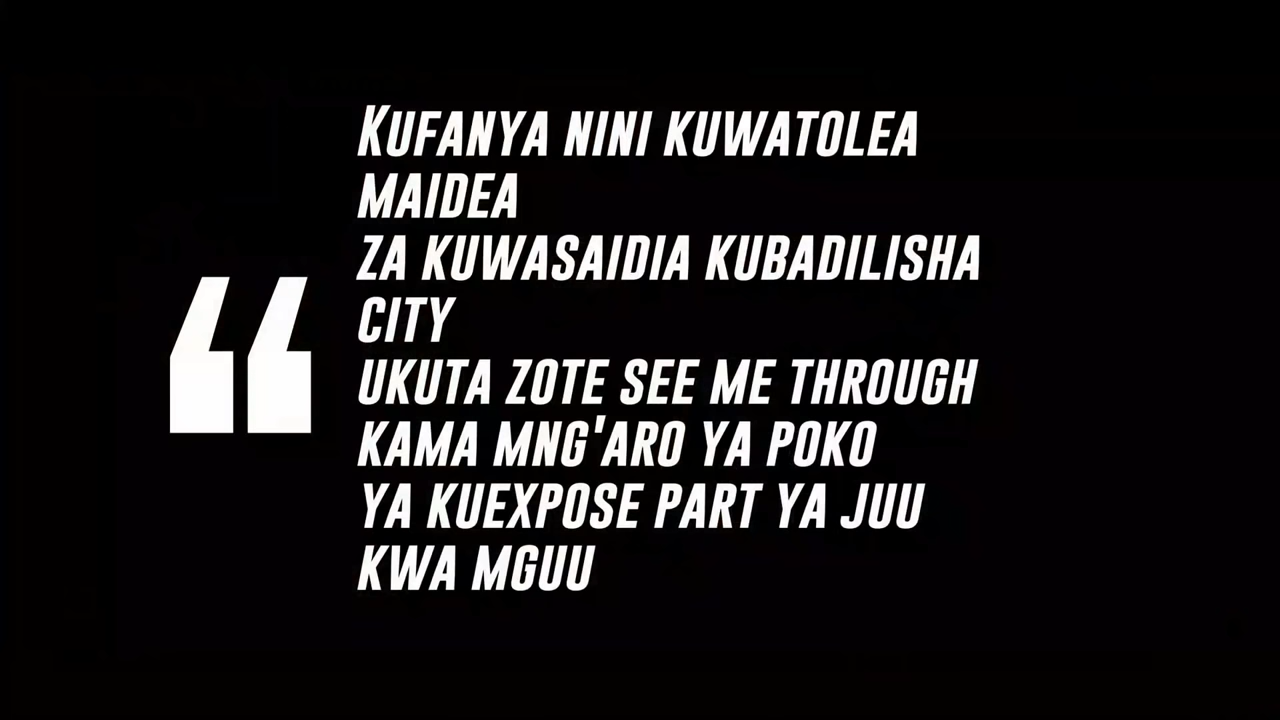 “
KUFANYA NINI KUWATOLEA
MAIDEA
ZA KUWASAIDIA KUBADILISHA
CITY
UKUTA ZOTE SEE ME THROUGH
KAMA MNG'ARO YA POKO
YA KUEXPOSE PART YA JUU
KWA MGUU